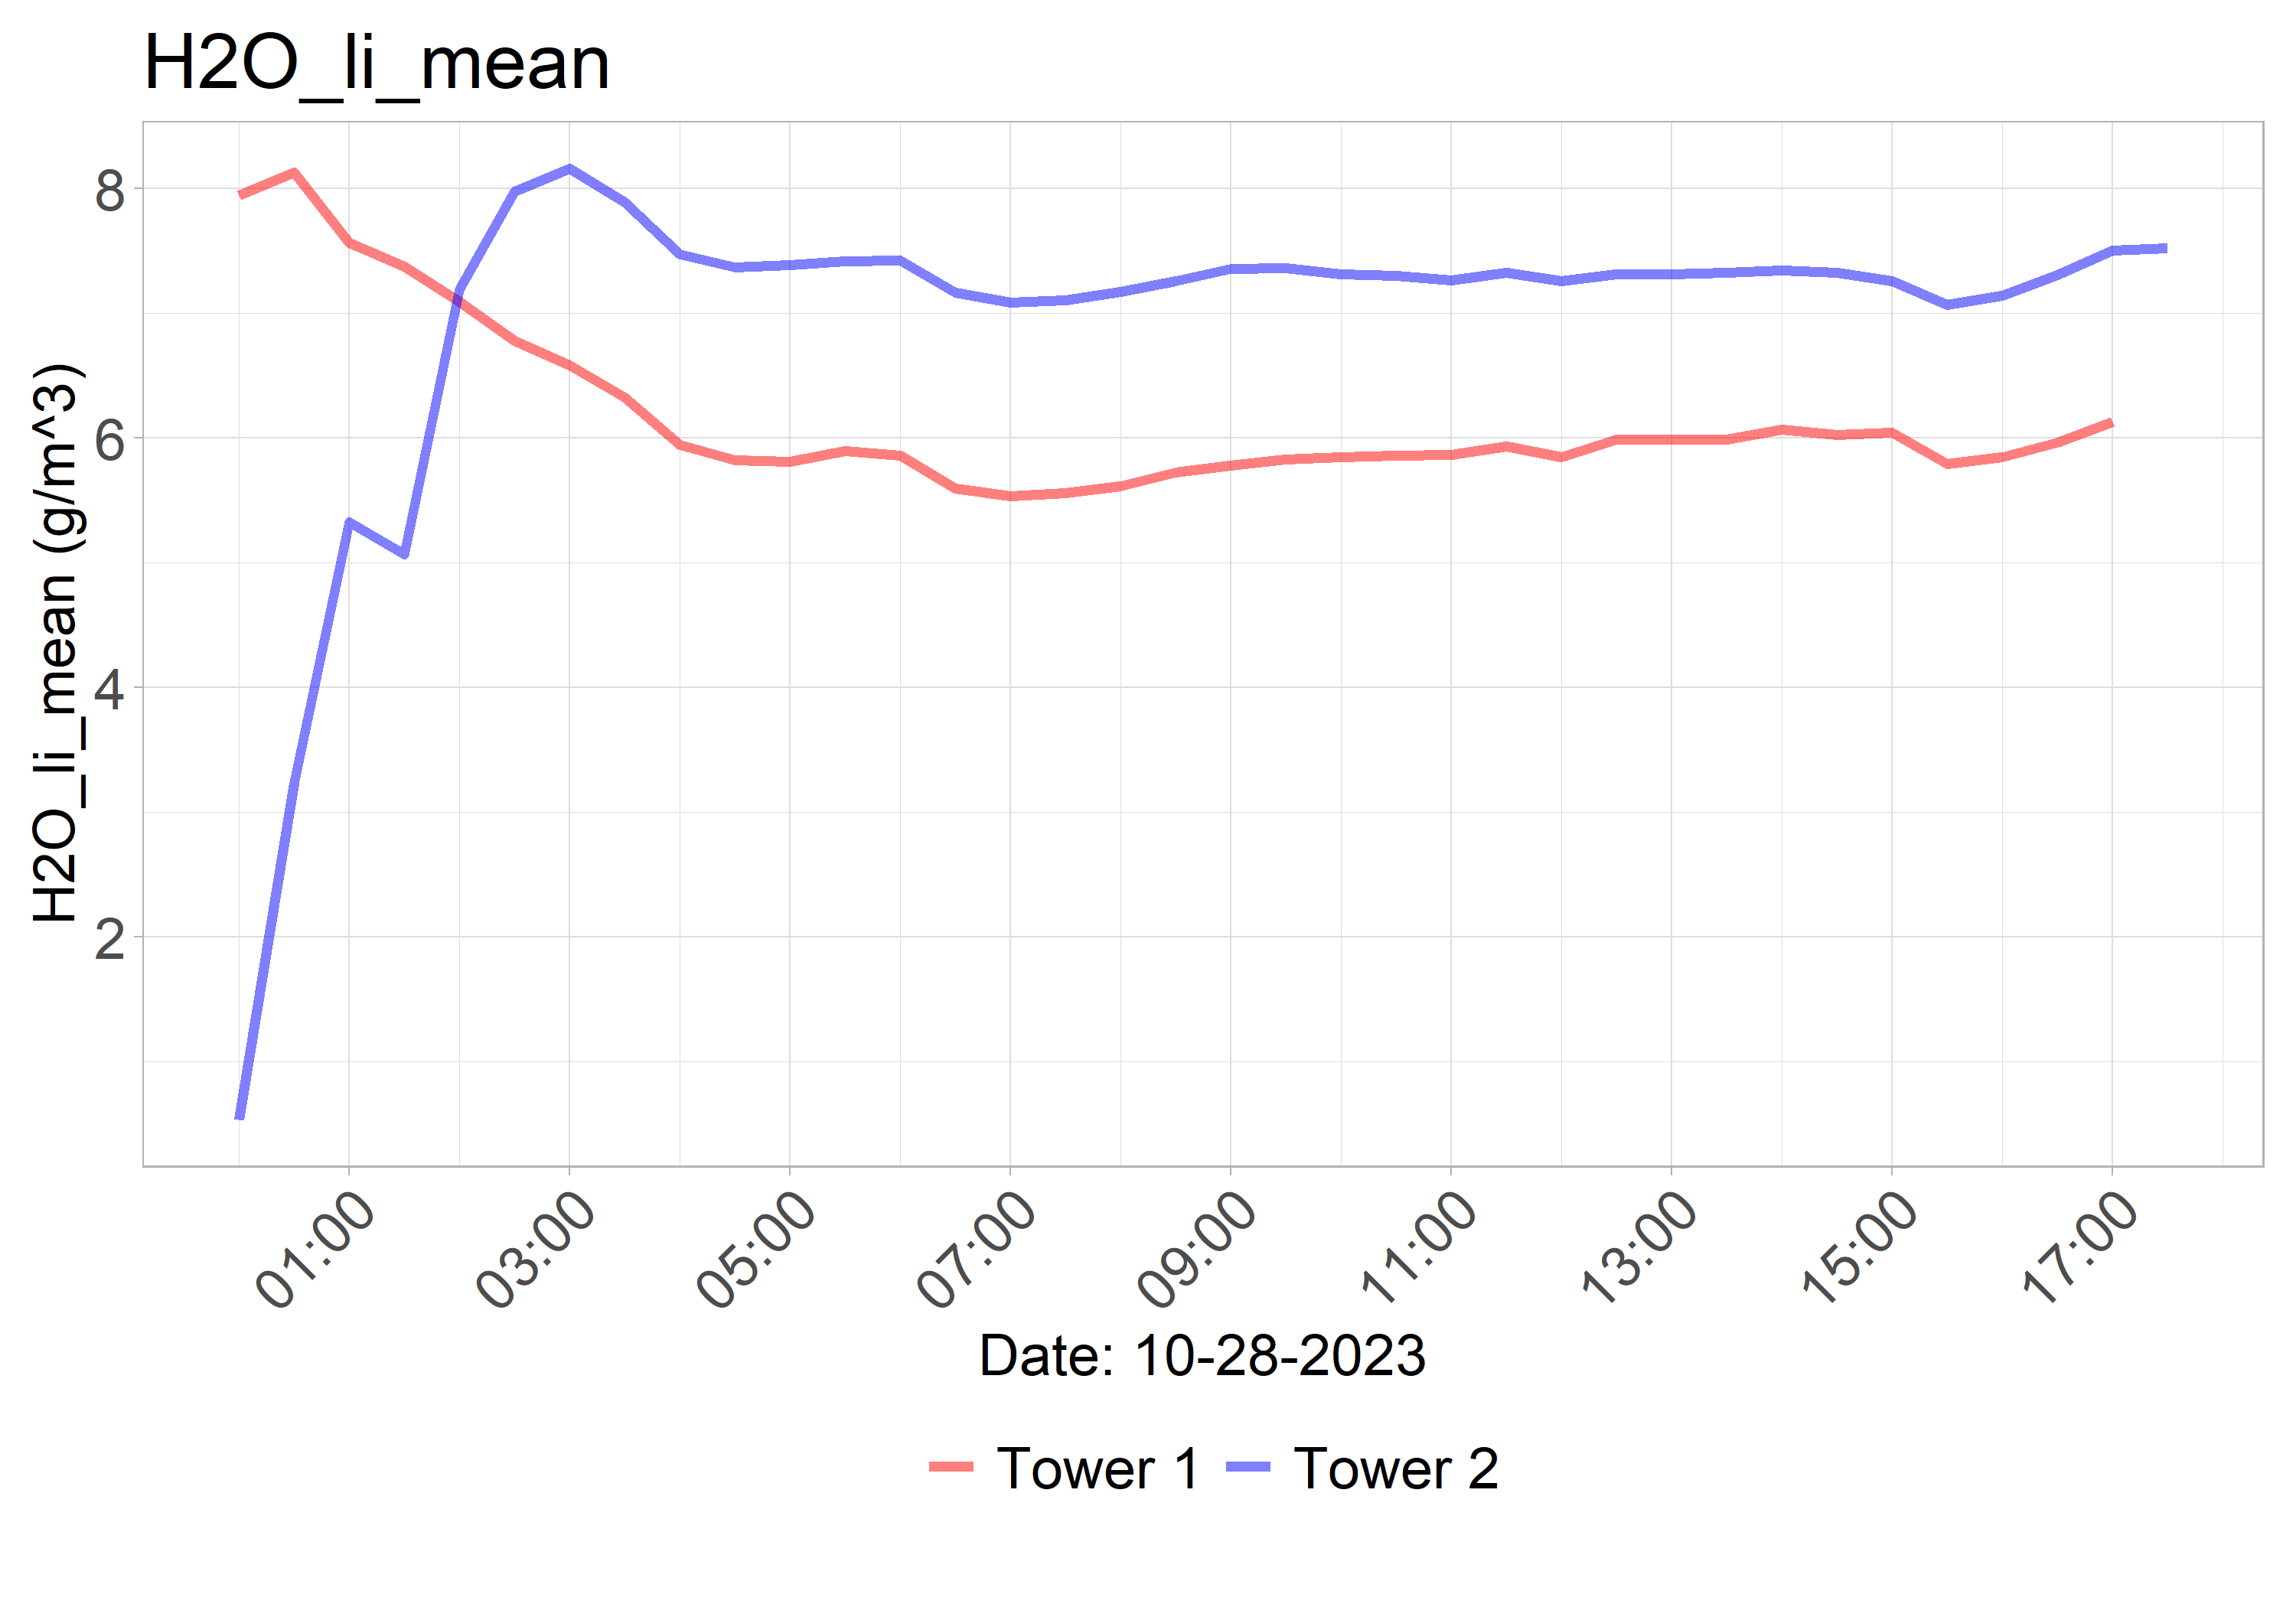 H2O_li_mean
H2O_li_mean (g/m^3)
8
6
4
2
01:00 03:00 05:00 07:00 09:00 11:00 13:00 15:00 17:00
Date: 10-28-2023
Tower 1 Tower 2